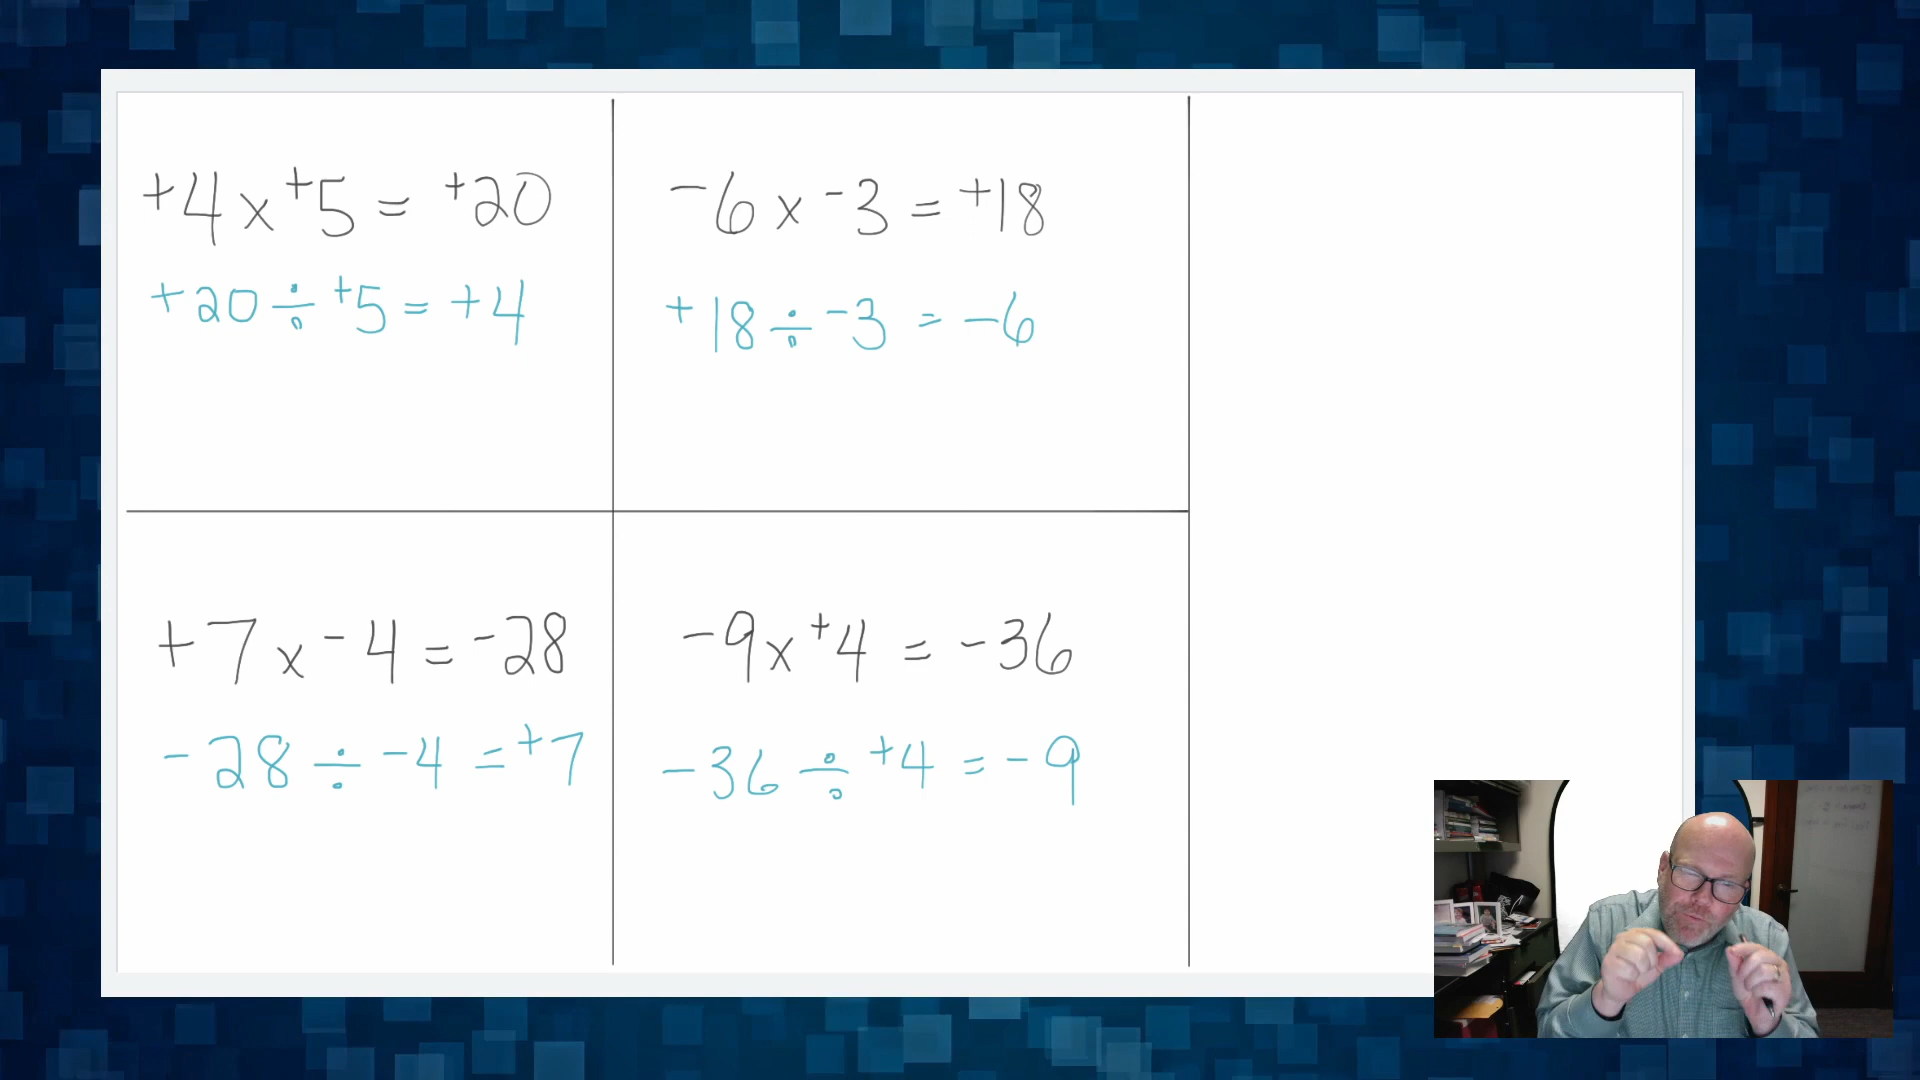 +4 x +5 = +20
+20 ÷ +5 = +4
-6 x -3 = +18
+18 ÷ -3 = -6
+7 x -4 = -28
-28 ÷ -4 = +7
-9 x +4 = -36
-36 ÷ +4 = -9